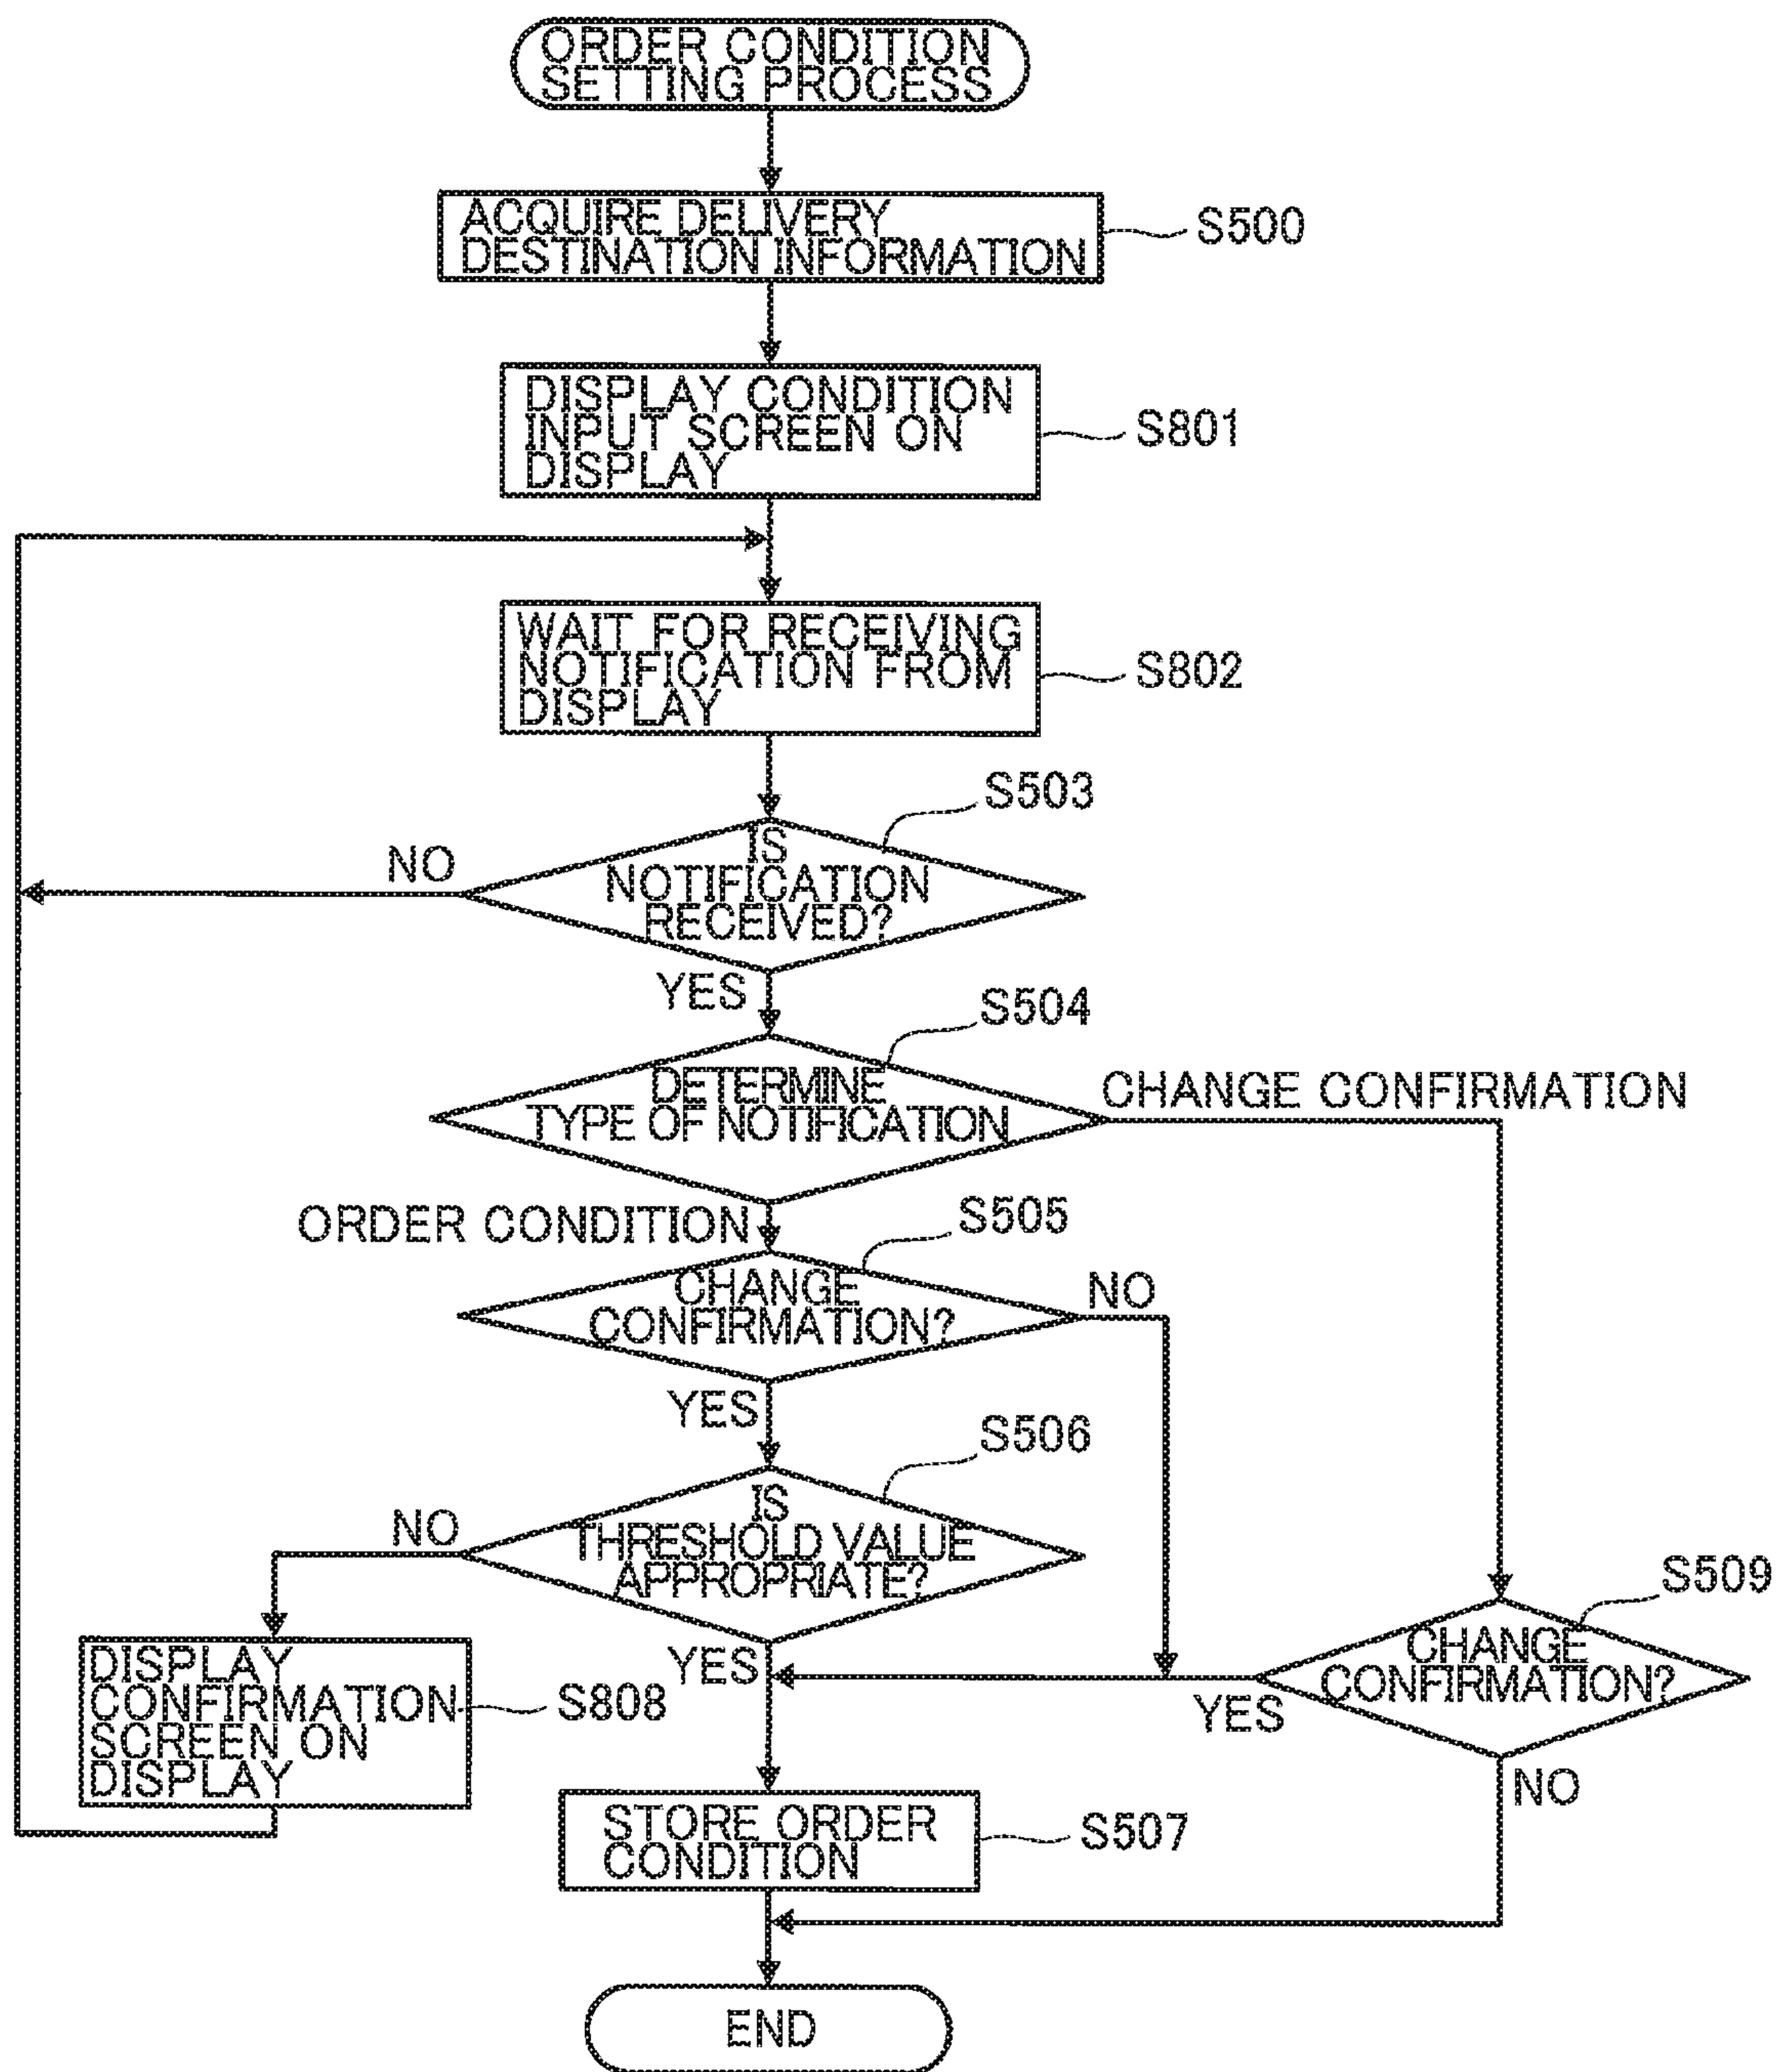 ORDER CONDITION
SETTING PROCESS
ACQUIRE DELIVERY
DESTINATION INFORMATION
S500
DISPLAY CONDITION
INPUT SCREEN ON
DISPLAY
S801
WAIT FOR RECEIVING
NOTIFICATION FROM
DISPLAY
S802
S503
IS
NOTIFICATION
RECEIVED?
NO
YES
S504
DETERMINE
TYPE OF NOTIFICATION
CHANGE CONFIRMATION
ORDER CONDITION
S505
CHANGE
CONFIRMATION?
NO
YES
S506
IS
THRESHOLD VALUE
APPROPRIATE?
NO
YES
S509
CHANGE
CONFIRMATION?
YES
NO
DISPLAY
CONFIRMATION
SCREEN ON
DISPLAY
S808
STORE ORDER
CONDITION
S507
END